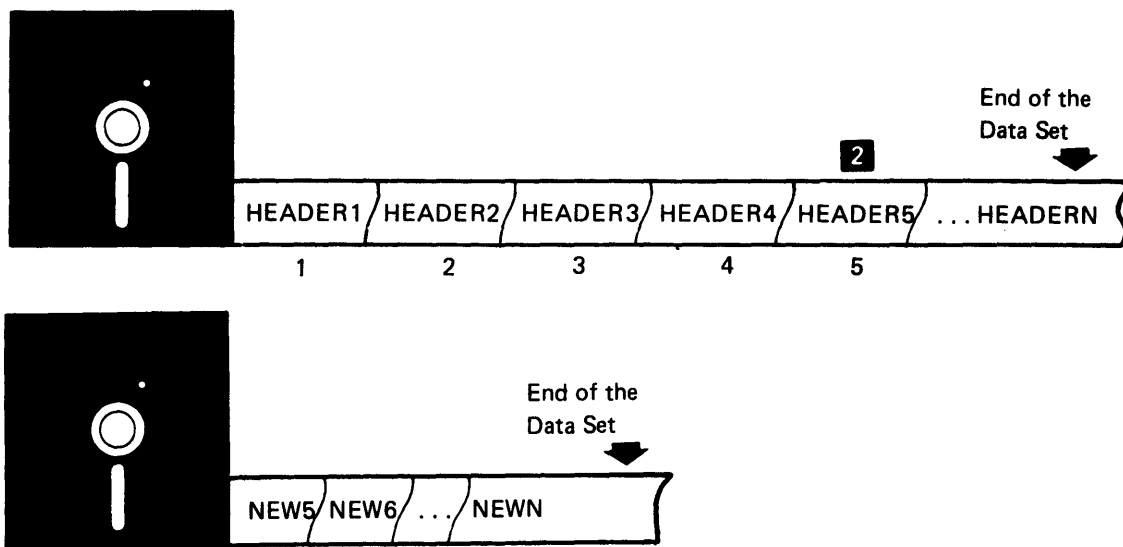 End of the
Data Set
2
HEADER1 HEADER2 HEADER3 HEADER4 HEADER5 ...HEADERN
1 2 3 4 5
End of the
Data Set
NEW5 NEW6 ... NEWN